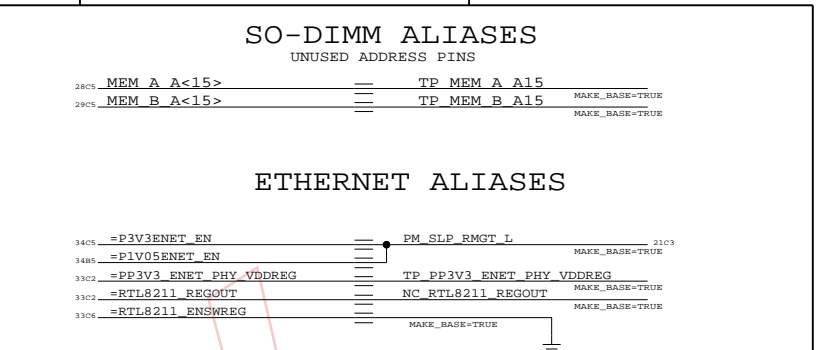 SO-DIMM ALIASES
UNUSED ADDRESS PINS
28C5 MEM_A_A<15> TP_MEM_A_A15
MAKE_BASE=TRUE
29C5 MEM_B_A<15> TP_MEM_B_A15
MAKE_BASE=TRUE
ETHERNET ALIASES
34C5 =P3V3ENET_EN PM_SLP_RMGT_L 21C3
MAKE_BASE=TRUE
34B5 =P1V05ENET_EN
33C2 =PP3V3_ENET_PHY_VDDREG TP_PP3V3_ENET_PHY_VDDREG
MAKE_BASE=TRUE
33C2 =RTL8211_REGOUT NC_RTL8211_REGOUT
MAKE_BASE=TRUE
33C6 =RTL8211_ENSWREG
MAKE_BASE=TRUE